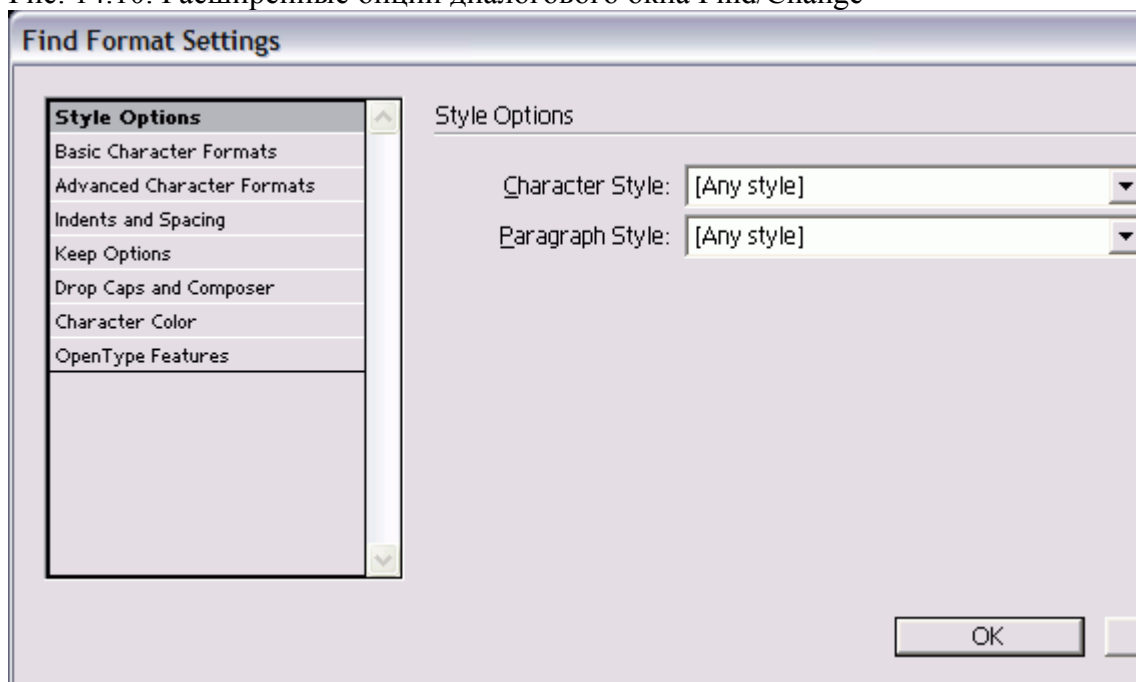 Рис. 14.10. Расширенные опции диалогового окна Find/Change
Find Format Settings
Style Options
Basic Character Formats
Advanced Character Formats
Indents and Spacing
Keep Options
Drop Caps and Composer
Character Color
OpenType Features
Style Options
Character Style: [Any style]
Paragraph Style: [Any style]
OK